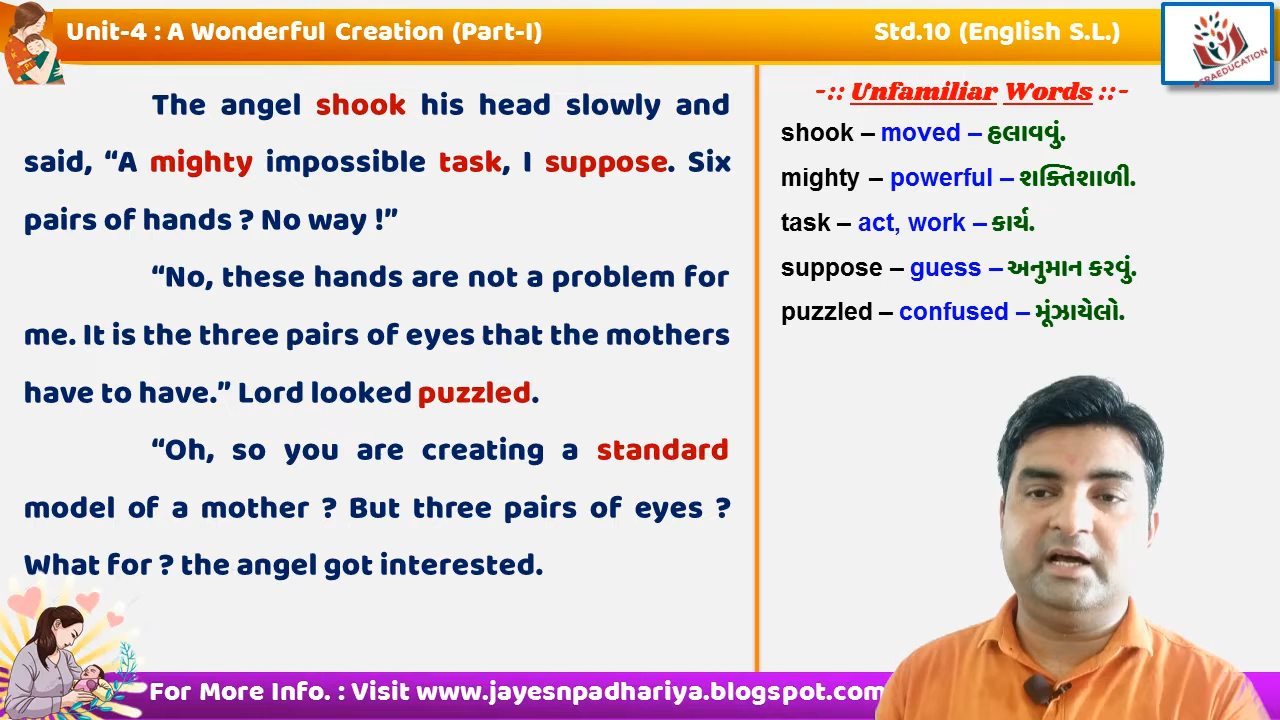 Unit-4 : A Wonderful Creation (Part-I)
Std.10 (English S.L.)
The angel shook his head slowly and
said, “A mighty impossible task, I suppose. Six
pairs of hands ? No way !”
“No, these hands are not a problem for
me. It is the three pairs of eyes that the mothers
have to have.” Lord looked puzzled.
“Oh, so you are creating a standard
model of a mother ? But three pairs of eyes ?
What for ? the angel got interested.
-:: Unfamiliar Words ::-
shook – moved – હલાવવું.
mighty – powerful – શક્તિશાળી.
task – act, work – કાર્ય.
suppose – guess – અનુમાન કરવું.
puzzled – confused – મૂંઝાયેલો.
For More Info. : Visit www.jayesnpadhariya.blogspot.com